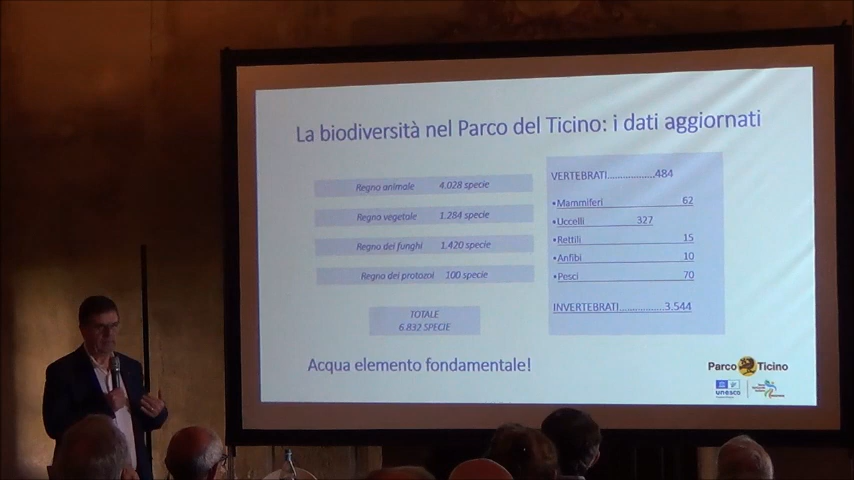 La biodiversità nel Parco del Ticino: i dati aggiornati
Regno animale 4.028 specie
Regno vegetale 1.284 specie
Regno dei funghi 1.420 specie
Regno dei protozoi 100 specie
TOTALE
6.832 SPECIE
VERTEBRATI..................484
•Mammiferi 62
•Uccelli 327
•Rettili 15
•Anfibi 10
•Pesci 70
INVERTEBRATI.................3.544
Acqua elemento fondamentale!
Parco Ticino
unesco